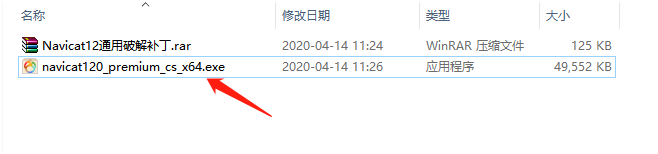 名称 修改日期 类型 大小
Navicat12通用破解补丁.rar 2020-04-14 11:24 WinRAR 压缩文件 125 KB
navicat120_premium_cs_x64.exe 2020-04-14 11:26 应用程序 49,552 KB